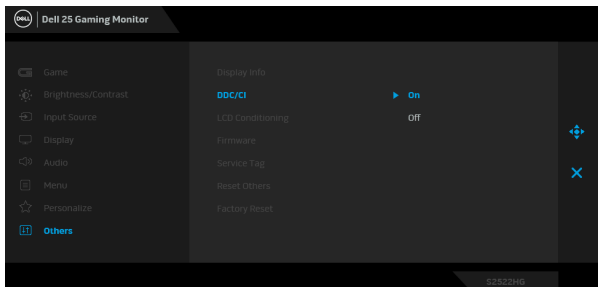 DELL Dell 25 Gaming Monitor
Game
Brightness/Contrast
Input Source
Display
Audio
Menu
Personalize
Others
Display Info
DDC/CI On
LCD Conditioning Off
Firmware
Service Tag
Reset Others
Factory Reset
S2522HG